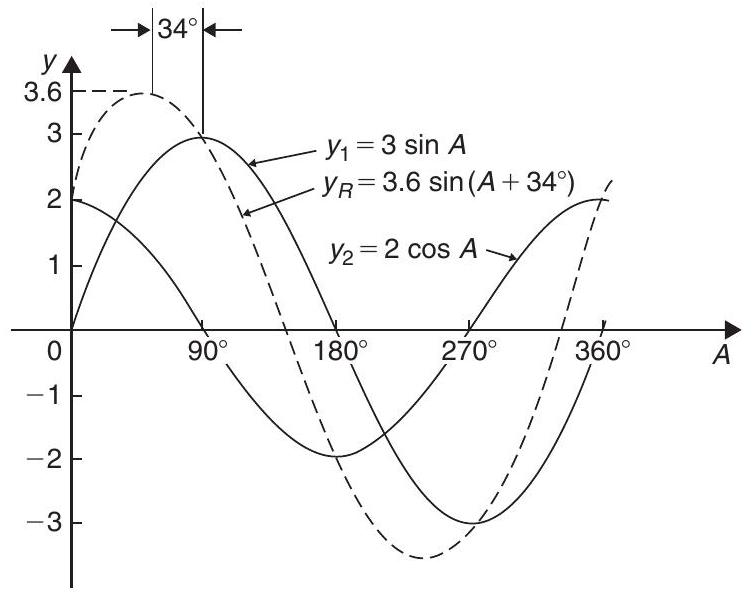 34°
y
3.6
3
y₁ = 3 sin A
y_R = 3.6 sin (A + 34°)
2
y₂ = 2 cos A
1
0
90°
180°
270°
360°
A
−1
−2
−3